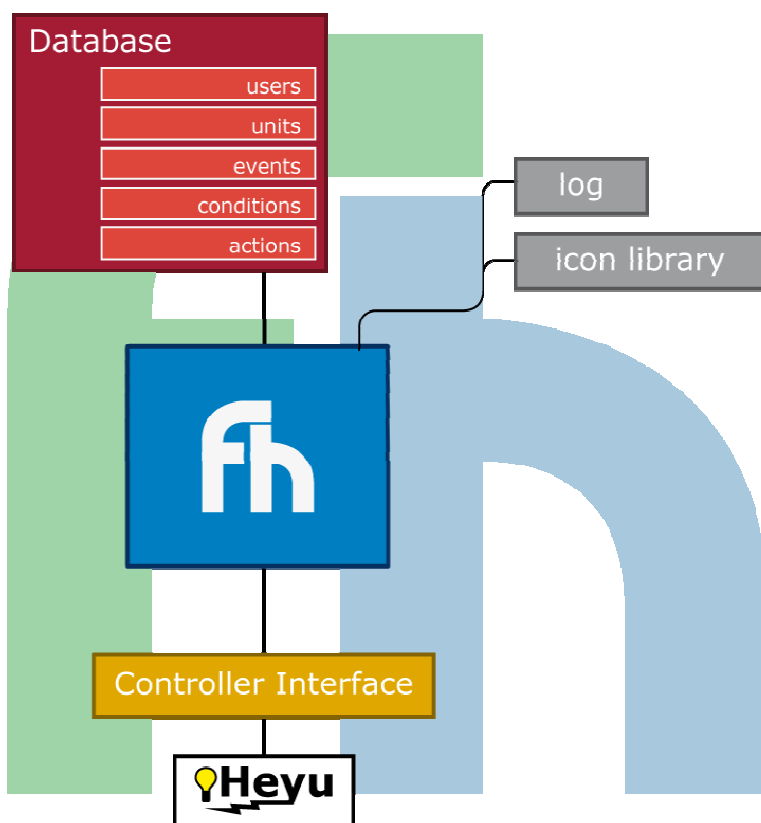 Database
users
units
events
conditions
actions
log
icon library
fh
Controller Interface
Heyu